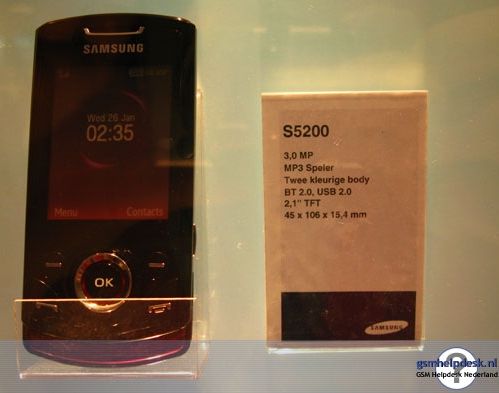 SAMSUNG
Wed 26 Jan
02:35
Menu Contacts
OK
S5200
3,0 MP
MP3 Speler
Twee kleurige body
BT 2.0, USB 2.0
2,1" TFT
45 x 106 x 15,4 mm
SAMSUNG
gsmhelpdesk.nl
GSM Helpdesk Nederland